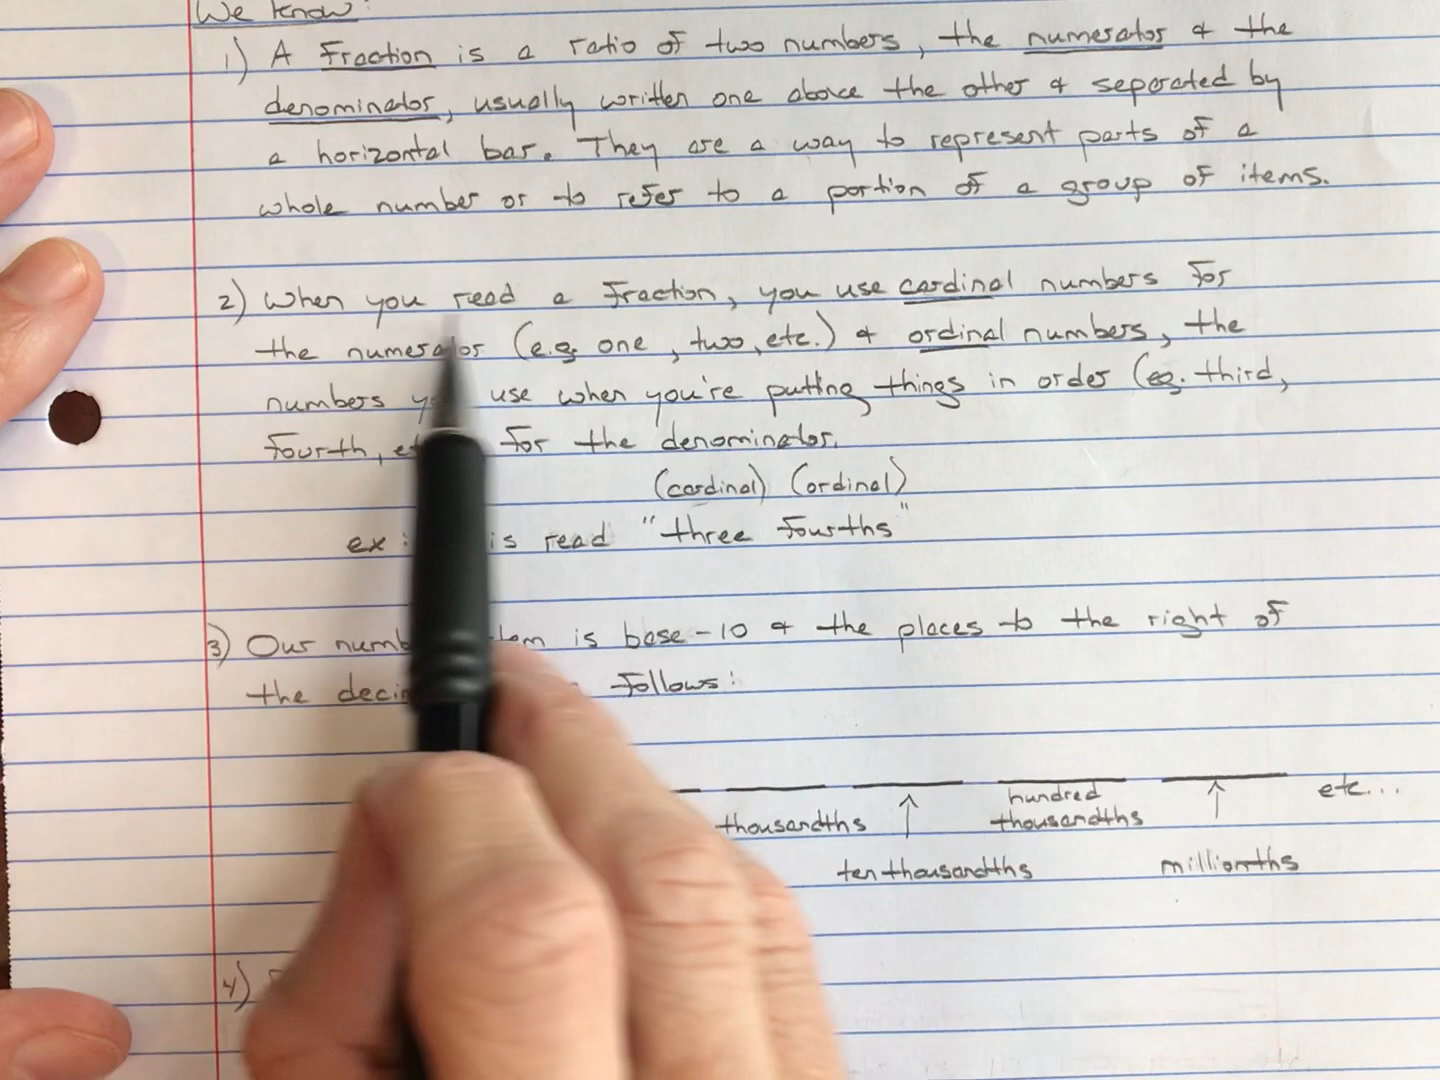 We know:
1) A fraction is a ratio of two numbers, the numerator & the
denominator, usually written one above the other & separated by
a horizontal bar. They are a way to represent parts of a
whole number or to refer to a portion of a group of items.
2) When you read a fraction, you use cardinal numbers for
the numerator (e.g. one, two, etc.) & ordinal numbers, the
numbers use when you're putting things in order (eg. third,
fourth, for the denominator.
(cardinal) (ordinal)
ex: is read "three fourths"
3) Our is base-10 & the places to the right of
the follows:
etc...
thousandths hundred thousandths
ten thousandths millionths
4)